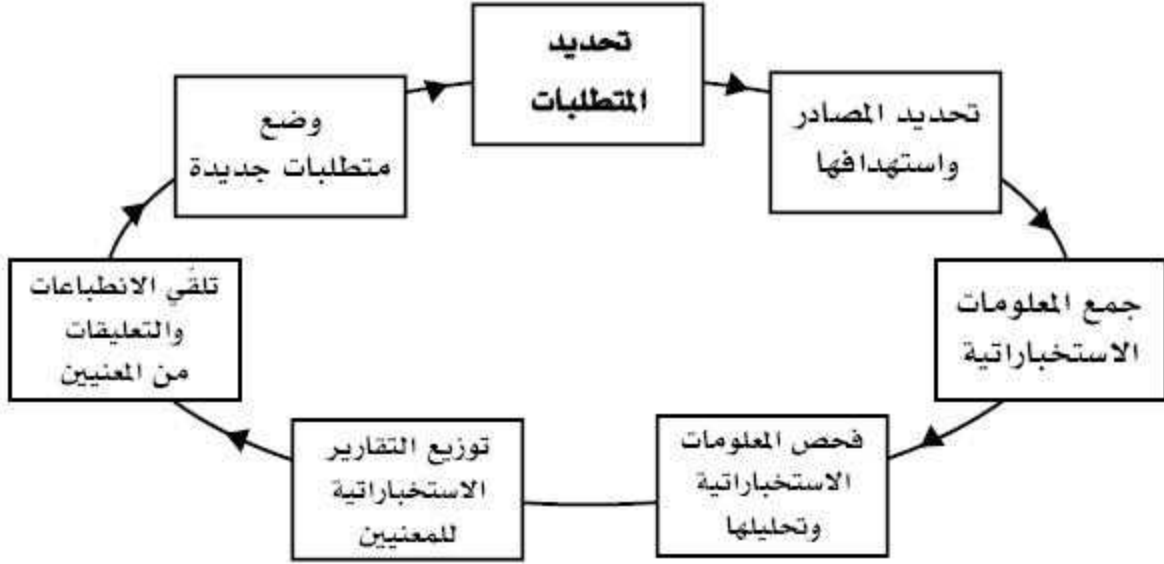 تحديد
المتطلبات
تحديد المصادر
واستهدافها
جمع المعلومات
الاستخباراتية
فحص المعلومات
الاستخباراتية
وتحليلها
توزيع التقارير
الاستخباراتية
للمعنيين
تلقّي الانطباعات
والتعليقات
من المعنيين
وضع
متطلبات جديدة